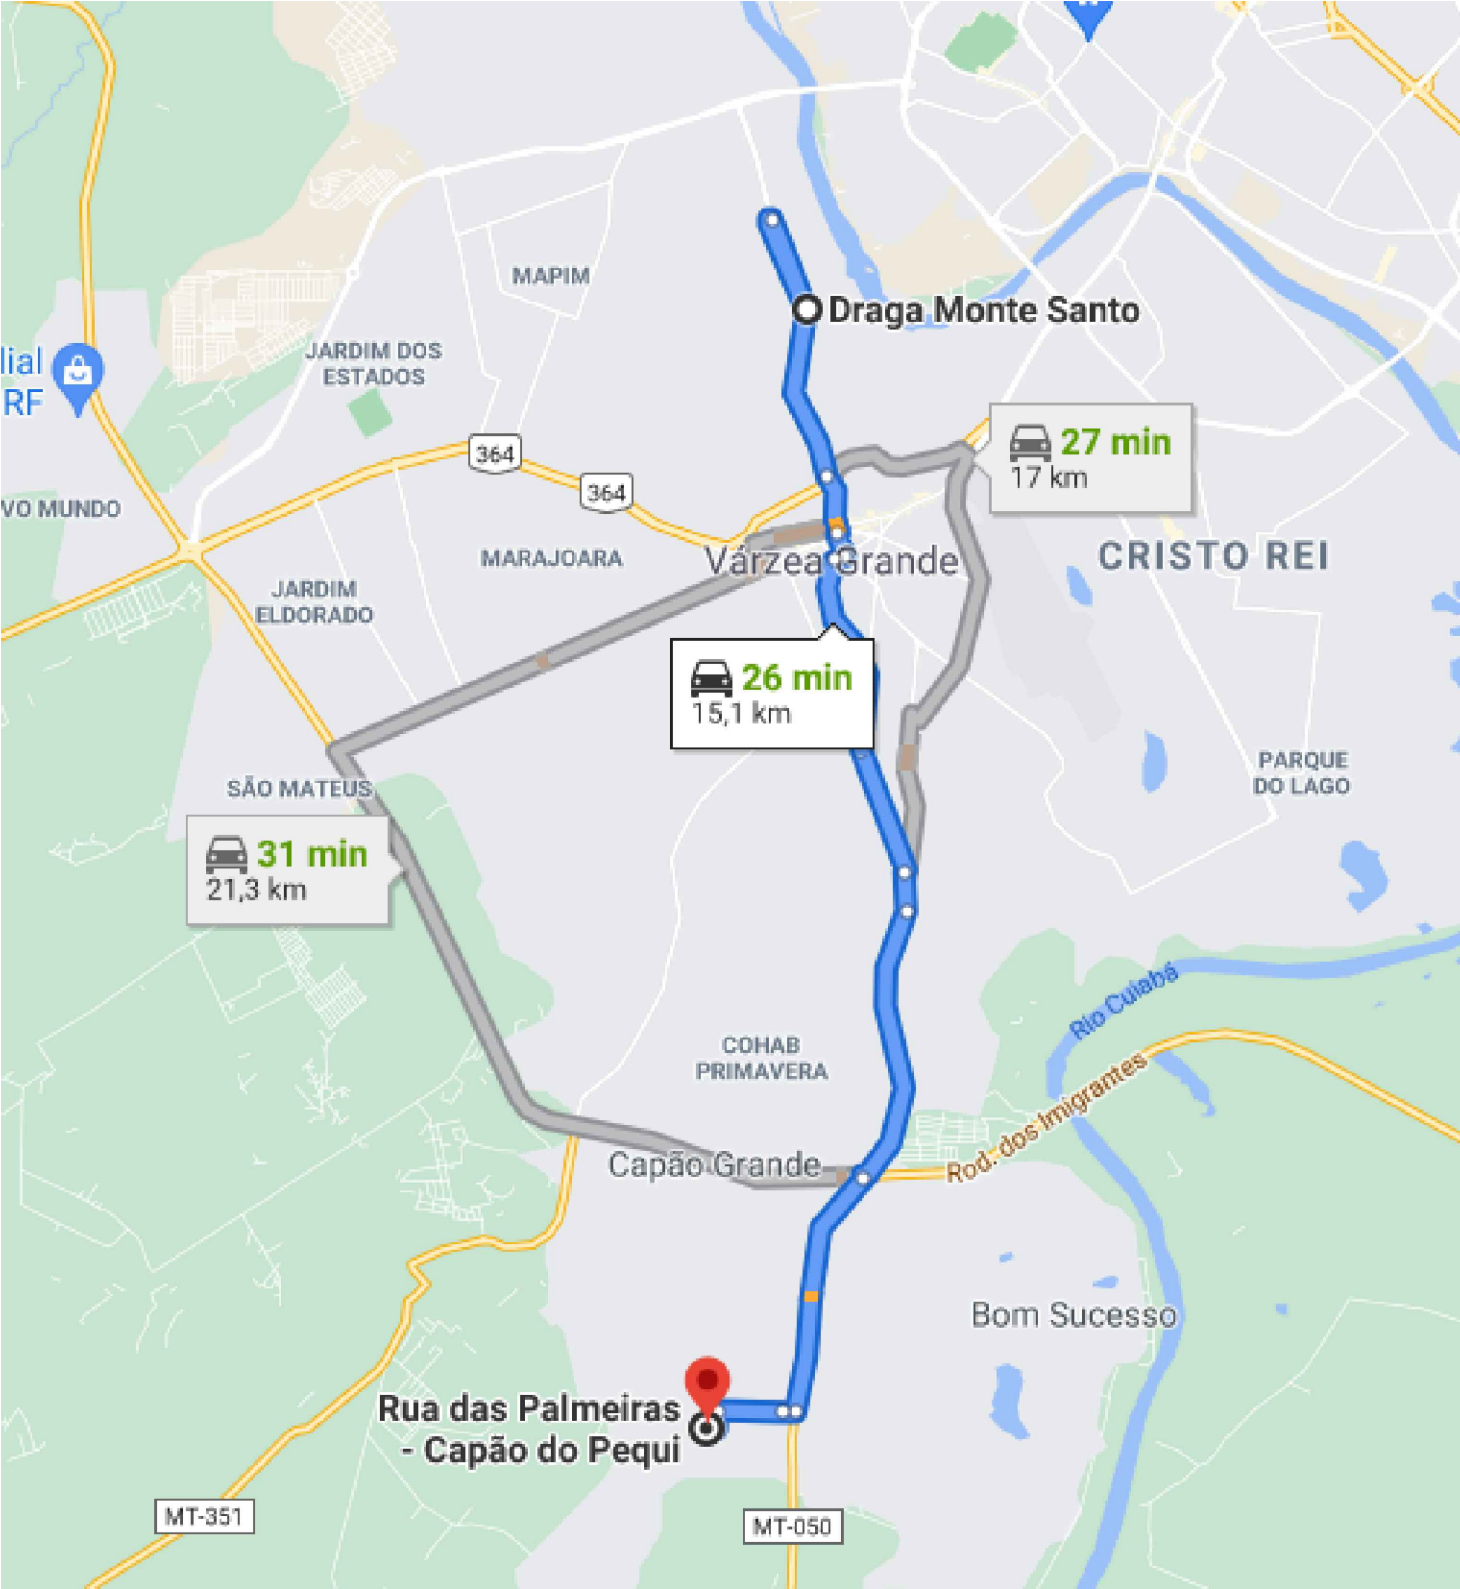 MAPIM
Draga Monte Santo
JARDIM DOS
ESTADOS
lial
RF
27 min
17 km
364
364
VO MUNDO
MARAJOARA
Várzea Grande
CRISTO REI
JARDIM
ELDORADO
26 min
15,1 km
PARQUE
DO LAGO
SÃO MATEUS
31 min
21,3 km
Rio Cuiabá
COHAB
PRIMAVERA
Rod. dos Imigrantes
Capão Grande
Bom Sucesso
Rua das Palmeiras
- Capão do Pequi
MT-351
MT-050